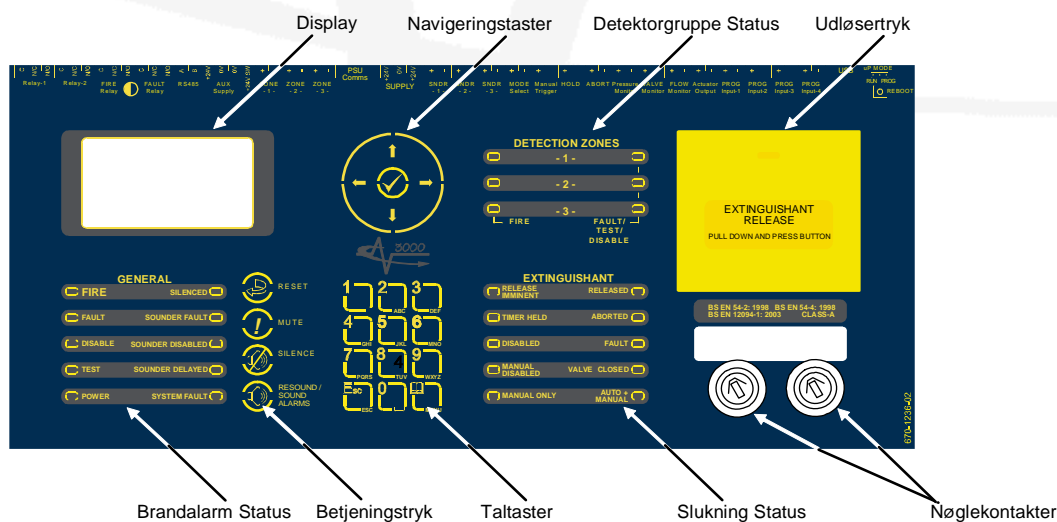 Display
Navigeringstaster
Detektorgruppe Status
Udløsertryk
Relay-1
Relay-2
FIRE Relay
FAULT Relay
RS485
AUX Supply
ZONE - 1 -
ZONE - 2 -
ZONE - 3 -
PSU Comms
SUPPLY
SNDR - 1 -
SNDR - 2 -
SNDR - 3 -
MODE Select
Manual Trigger
HOLD
ABORT
Pressure Monitor
VALVE Monitor
FLOW Monitor
Actuator Output
PROG Input-1
PROG Input-2
PROG Input-3
PROG Input-4
USB
uP MODE
RUN PROG
REBOOT
DETECTION ZONES
- 1 -
- 2 -
- 3 -
FIRE
FAULT/
TEST/
DISABLE
EXTINGUISHANT
RELEASE
PULL DOWN AND PRESS BUTTON
3000
GENERAL
FIRE SILENCED
FAULT SOUNDER FAULT
DISABLE SOUNDER DISABLED
TEST SOUNDER DELAYED
POWER SYSTEM FAULT
RESET
MUTE
SILENCE
RESOUND /
SOUND
ALARMS
1 2 ABC 3 DEF
4 GHI 5 JKL 6 MNO
7 PQRS 8 TUV 9 WXYZ
Esc ESC 0
EXTINGUISHANT
RELEASE IMMINENT RELEASED
TIMER HELD ABORTED
DISABLED FAULT
MANUAL DISABLED VALVE CLOSED
MANUAL ONLY AUTO + MANUAL
BS EN 54-2: 1998 BS EN 54-4: 1998
BS EN 12094-1: 2003 CLASS-A
670-1236-02
Brandalarm Status
Betjeningstryk
Taltaster
Slukning Status
Nøglekontakter